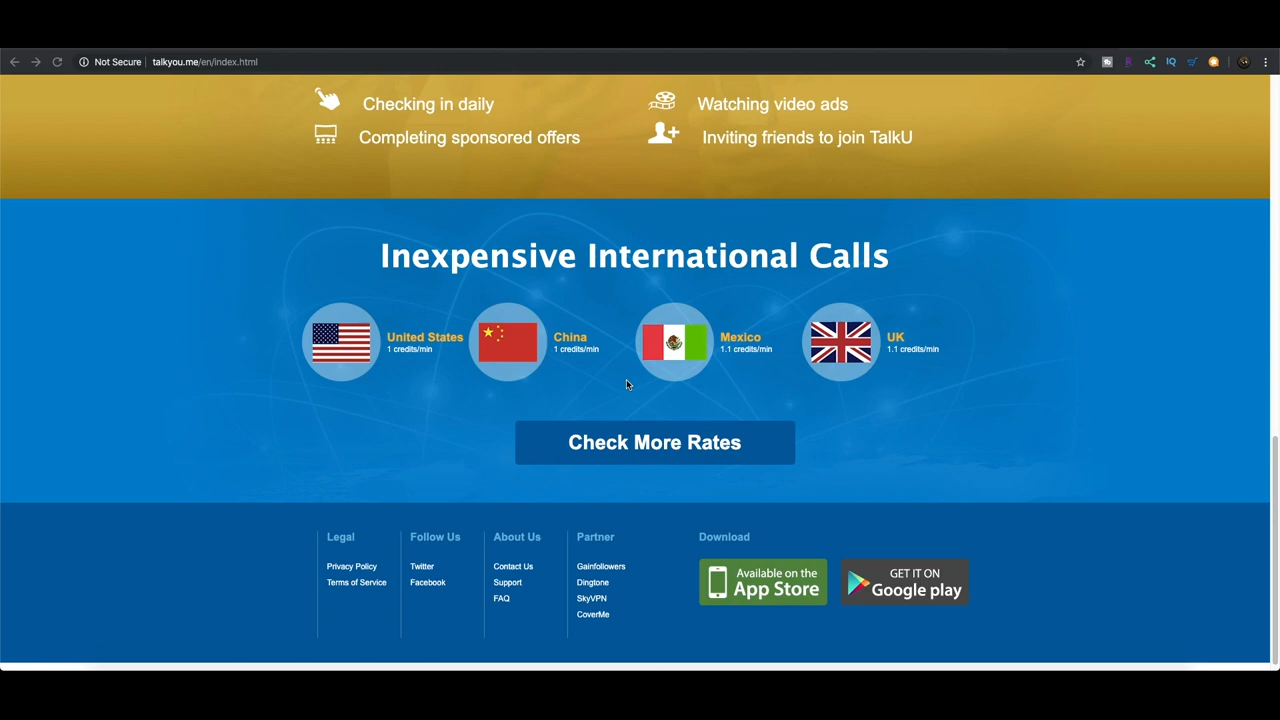 Not Secure talkyou.me/en/index.html
IQ
Checking in daily
Watching video ads
Completing sponsored offers
Inviting friends to join TalkU
Inexpensive International Calls
United States
1 credits/min
China
1 credits/min
Mexico
1.1 credits/min
UK
1.1 credits/min
Check More Rates
Legal
Privacy Policy
Terms of Service
Follow Us
Twitter
Facebook
About Us
Contact Us
Support
FAQ
Partner
Gainfollowers
Dingtone
SkyVPN
CoverMe
Download
Available on the
App Store
GET IT ON
Google play